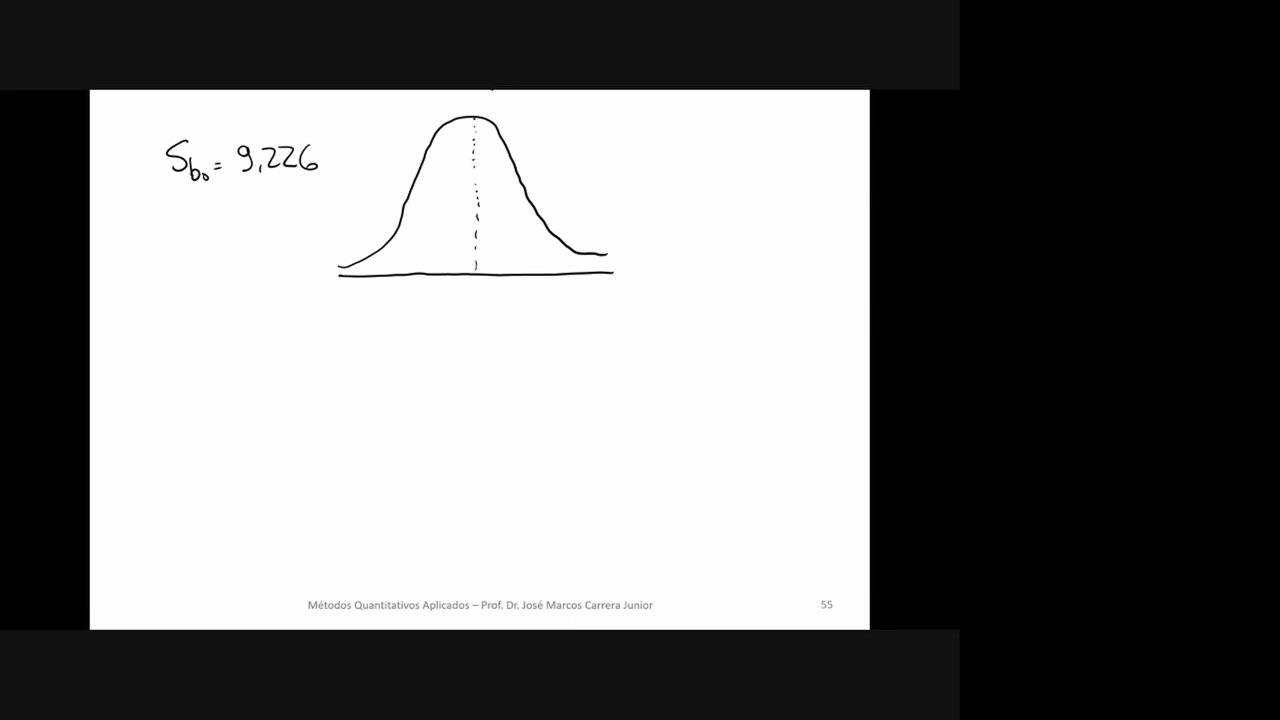 Sb₀ = 9,226
Métodos Quantitativos Aplicados – Prof. Dr. José Marcos Carrera Junior
55